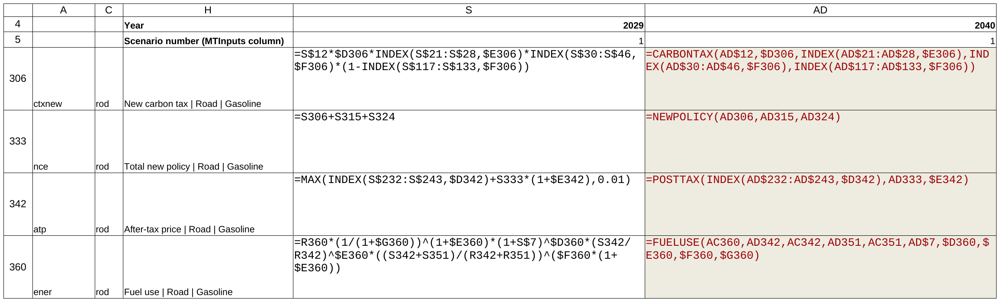 A C H S AD
4 Year 2029 2040
5 Scenario number (MTInputs column) 1 1
=S$12*$D306*INDEX(S$21:S$28,$E306)*INDEX(S$30:S$46, =CARBONTAX(AD$12,$D306,INDEX(AD$21:AD$28,$E306),IND
$F306)*(1-INDEX(S$117:S$133,$F306)) EX(AD$30:AD$46,$F306),INDEX(AD$117:AD$133,$F306))
306
ctxnew rod New carbon tax | Road | Gasoline
=S306+S315+S324 =NEWPOLICY(AD306,AD315,AD324)
333
nce rod Total new policy | Road | Gasoline
=MAX(INDEX(S$232:S$243,$D342)+S333*(1+$E342),0.01) =POSTTAX(INDEX(AD$232:AD$243,$D342),AD333,$E342)
342
atp rod After-tax price | Road | Gasoline
=R360*(1/(1+$G360))^(1+$E360)*(1+S$7)^$D360*(S342/ =FUELUSE(AC360,AD342,AC342,AD351,AC351,AD$7,$D360,$
R342)^$E360*((S342+S351)/(R342+R351))^($F360*(1+ E360,$F360,$G360)
$E360))
360
ener rod Fuel use | Road | Gasoline